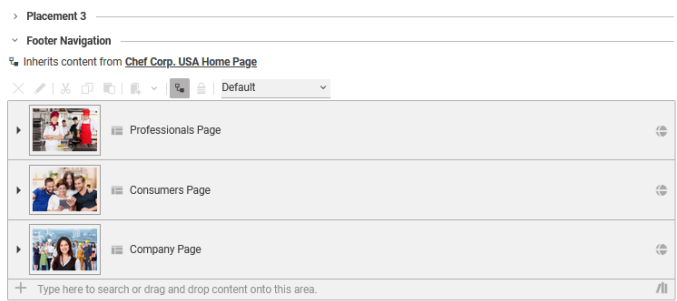 Placement 3
Footer Navigation
Inherits content from Chef Corp. USA Home Page
Default
Professionals Page
Consumers Page
Company Page
Type here to search or drag and drop content onto this area.